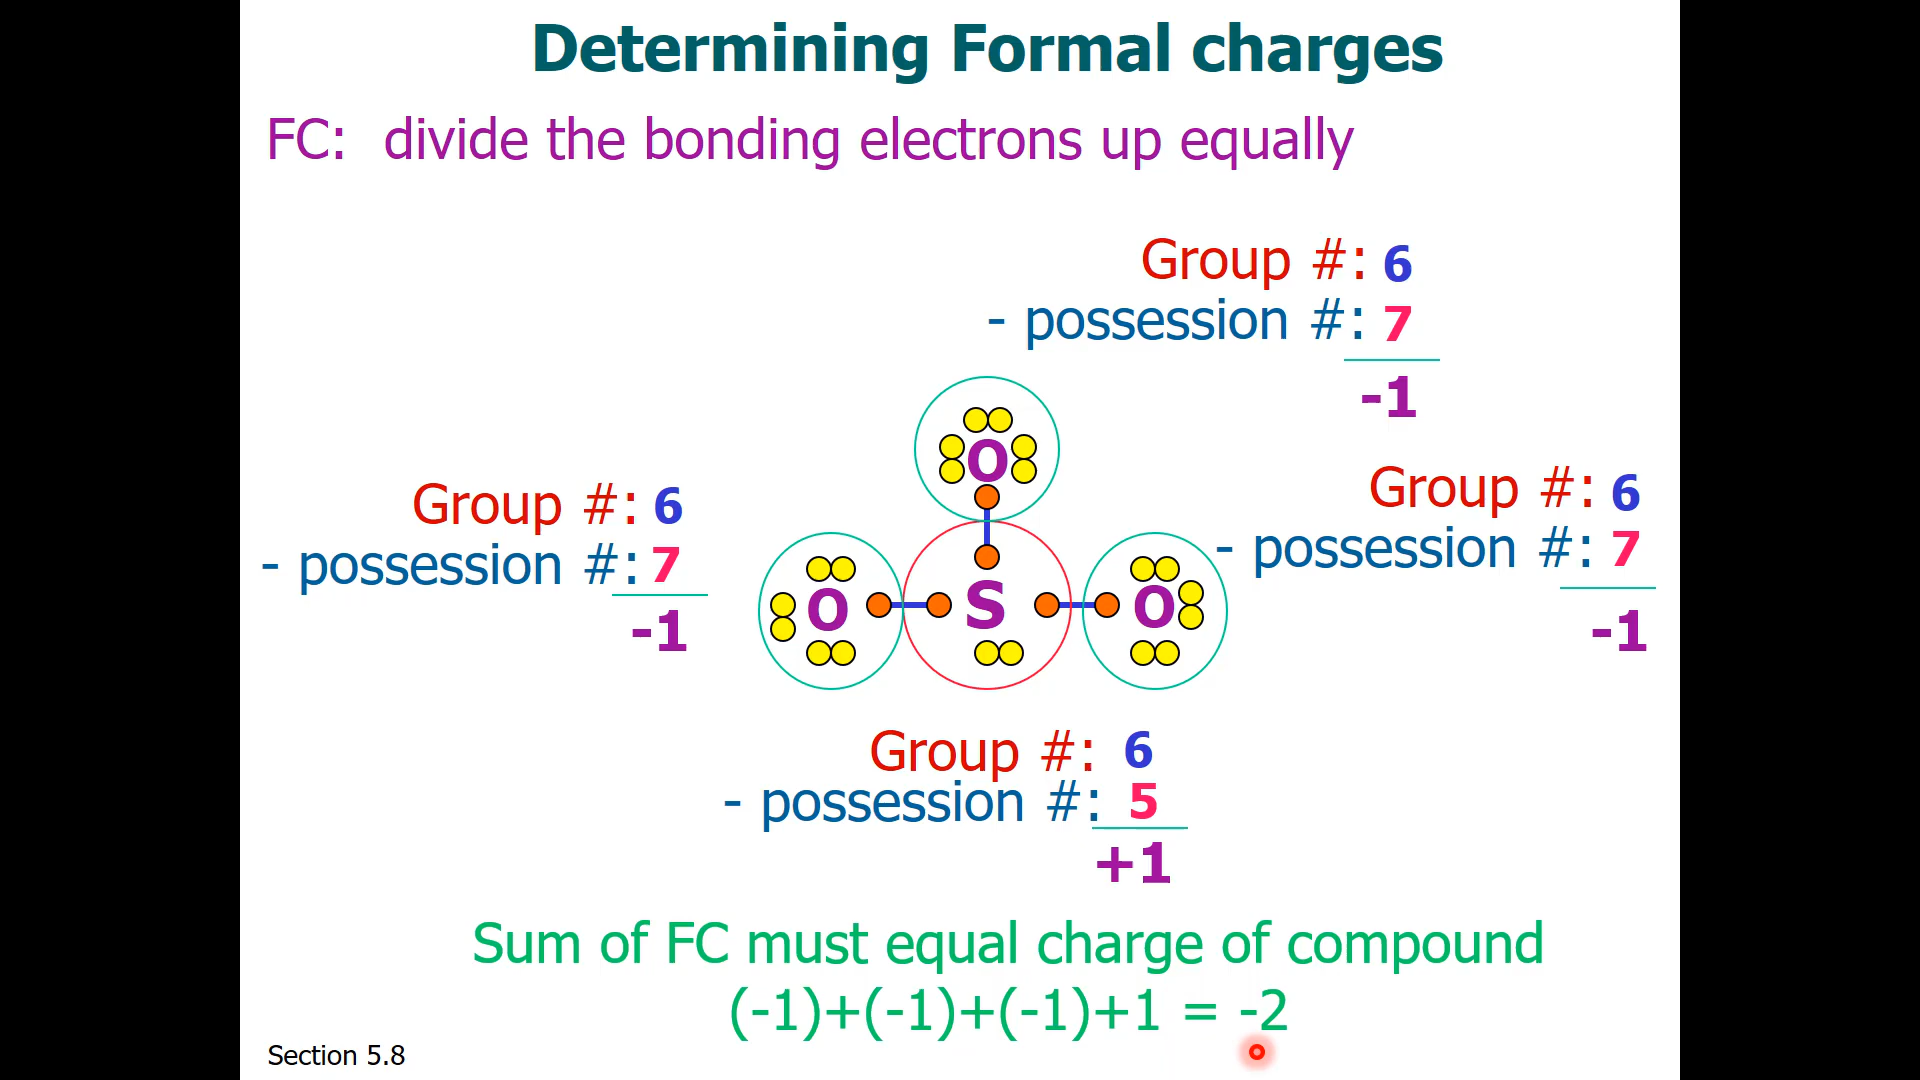 Determining Formal charges
FC: divide the bonding electrons up equally
Group #: 6
- possession #: 7
-1
Group #: 6
- possession #: 7
-1
Group #: 6
- possession #: 7
-1
O
O
S
O
Group #: 6
- possession #: 5
+1
Sum of FC must equal charge of compound
(-1)+(-1)+(-1)+1 = -2
Section 5.8